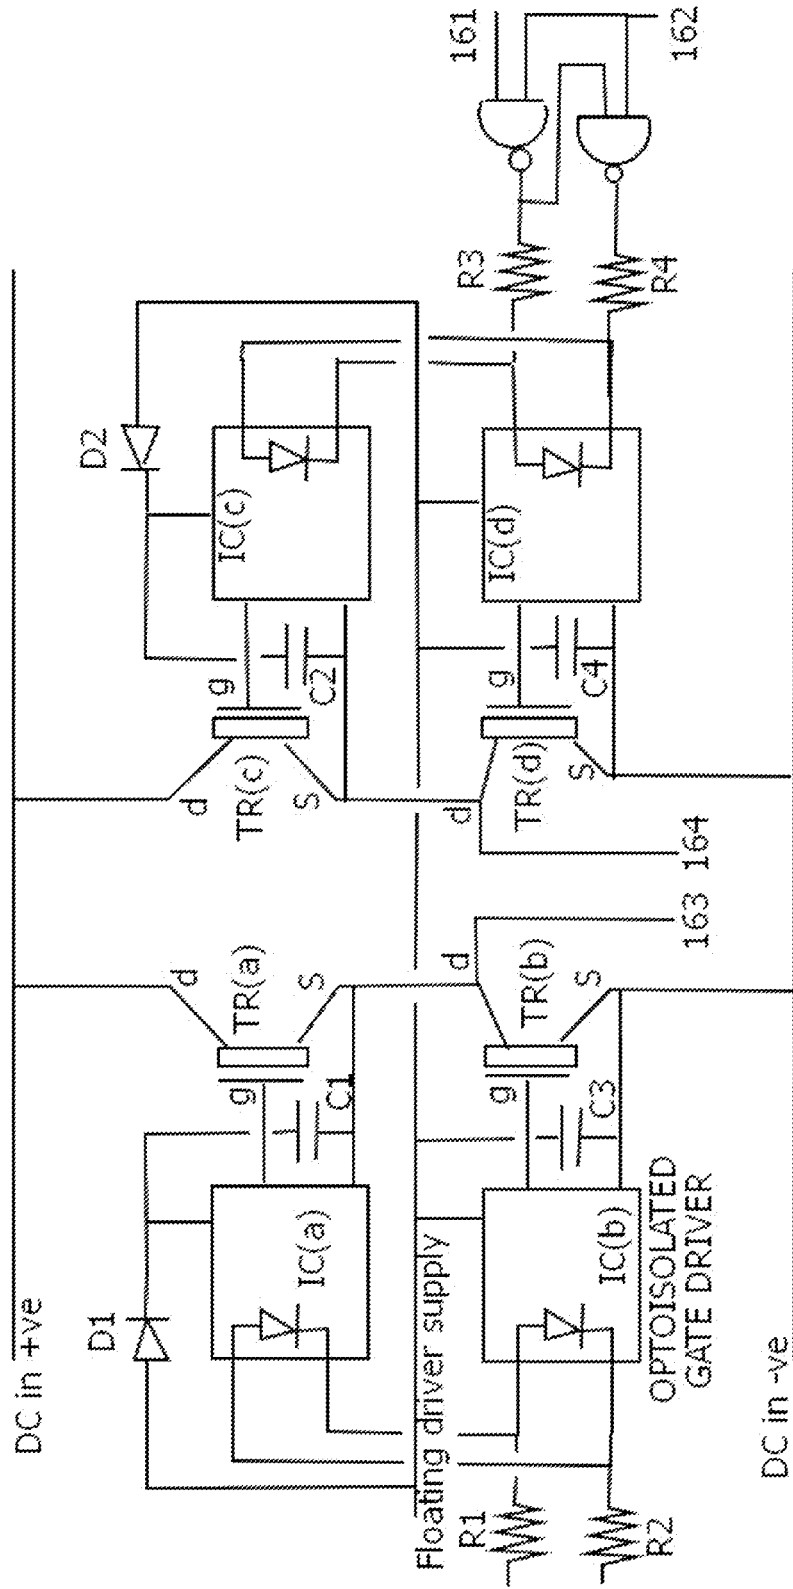 DC in +ve
D1
D2
d
d
g
TR(a)
S
C1
IC(a)
g
TR(c)
S
C2
IC(c)
Floating driver supply
R1
R2
IC(b)
OPTOISOLATED
GATE DRIVER
g
C3
d
TR(b)
S
163
164
d
TR(d)
S
g
C4
IC(d)
R3
R4
161
162
DC in -ve